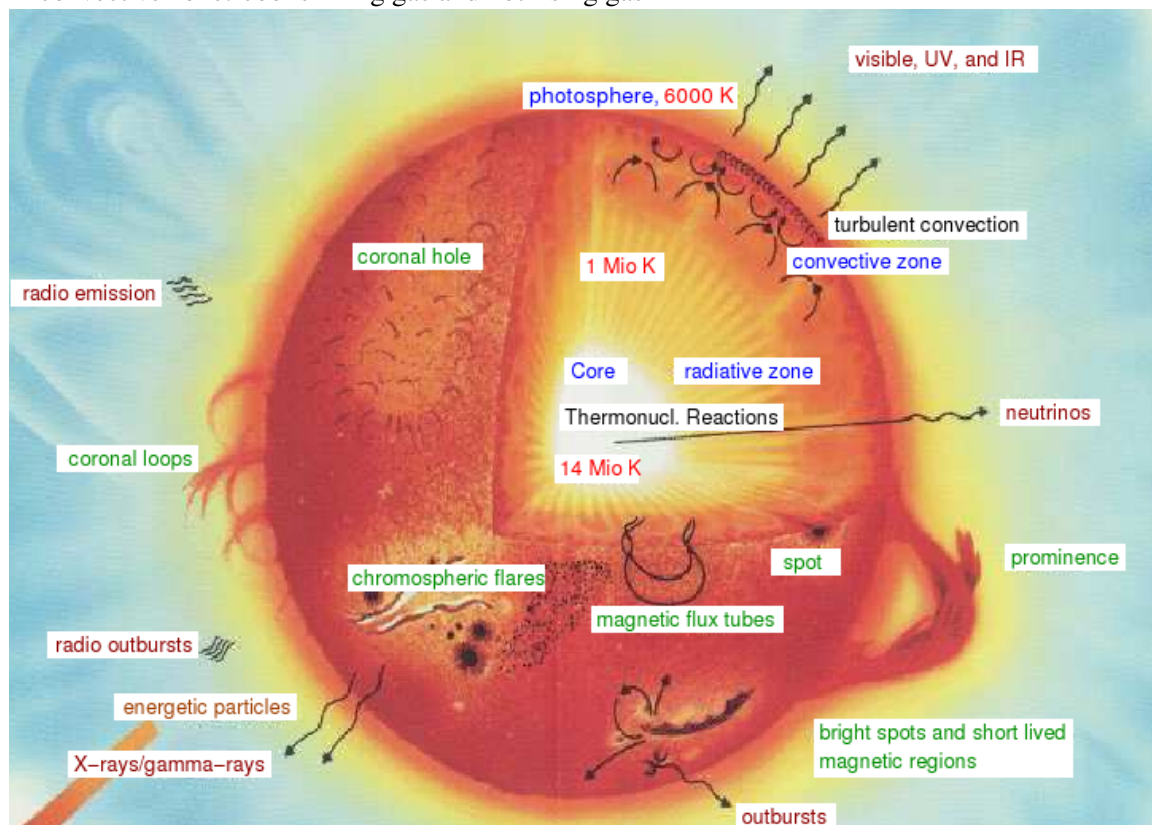 visible, UV, and IR
photosphere, 6000 K
turbulent convection
coronal hole
convective zone
1 Mio K
radio emission
Core
radiative zone
Thermonucl. Reactions
neutrinos
coronal loops
14 Mio K
spot
prominence
chromospheric flares
magnetic flux tubes
radio outbursts
energetic particles
bright spots and short lived
magnetic regions
X−rays/gamma−rays
outbursts